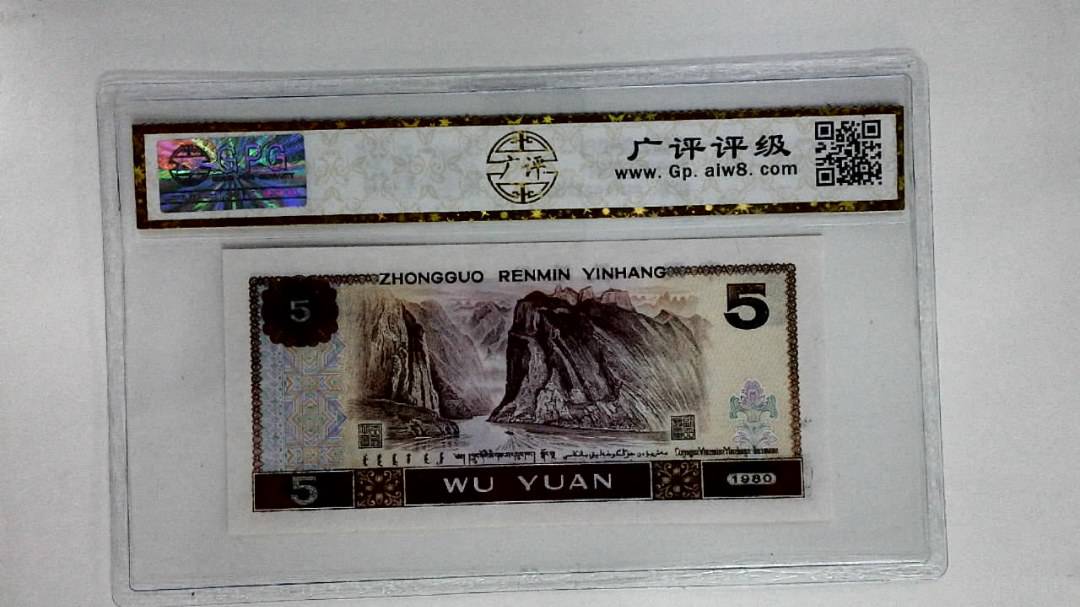 GPG
广评
广评评级
www. Gp. aiw8. com
ZHONGGUO RENMIN YINHANG
5
5
5
WU YUAN
1980